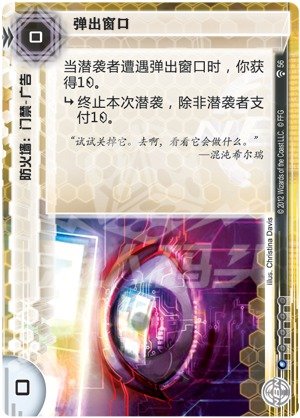 0
弹出窗口
防火墙：门禁-广告
当潜袭者遭遇弹出窗口时，你获
得1。
↳ 终止本次潜袭，除非潜袭者支
付1。
“试试关掉它。去啊，看看它会做什么。”
—混沌希尔瑞
56
© 2012 Wizards of the Coast LLC. © FFG
Illus. Christina Davis
0